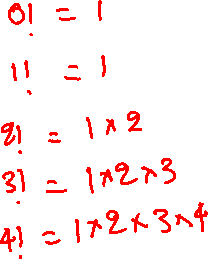 0! = 1
1! = 1
2! = 1×2
3! = 1×2×3
4! = 1×2×3×4